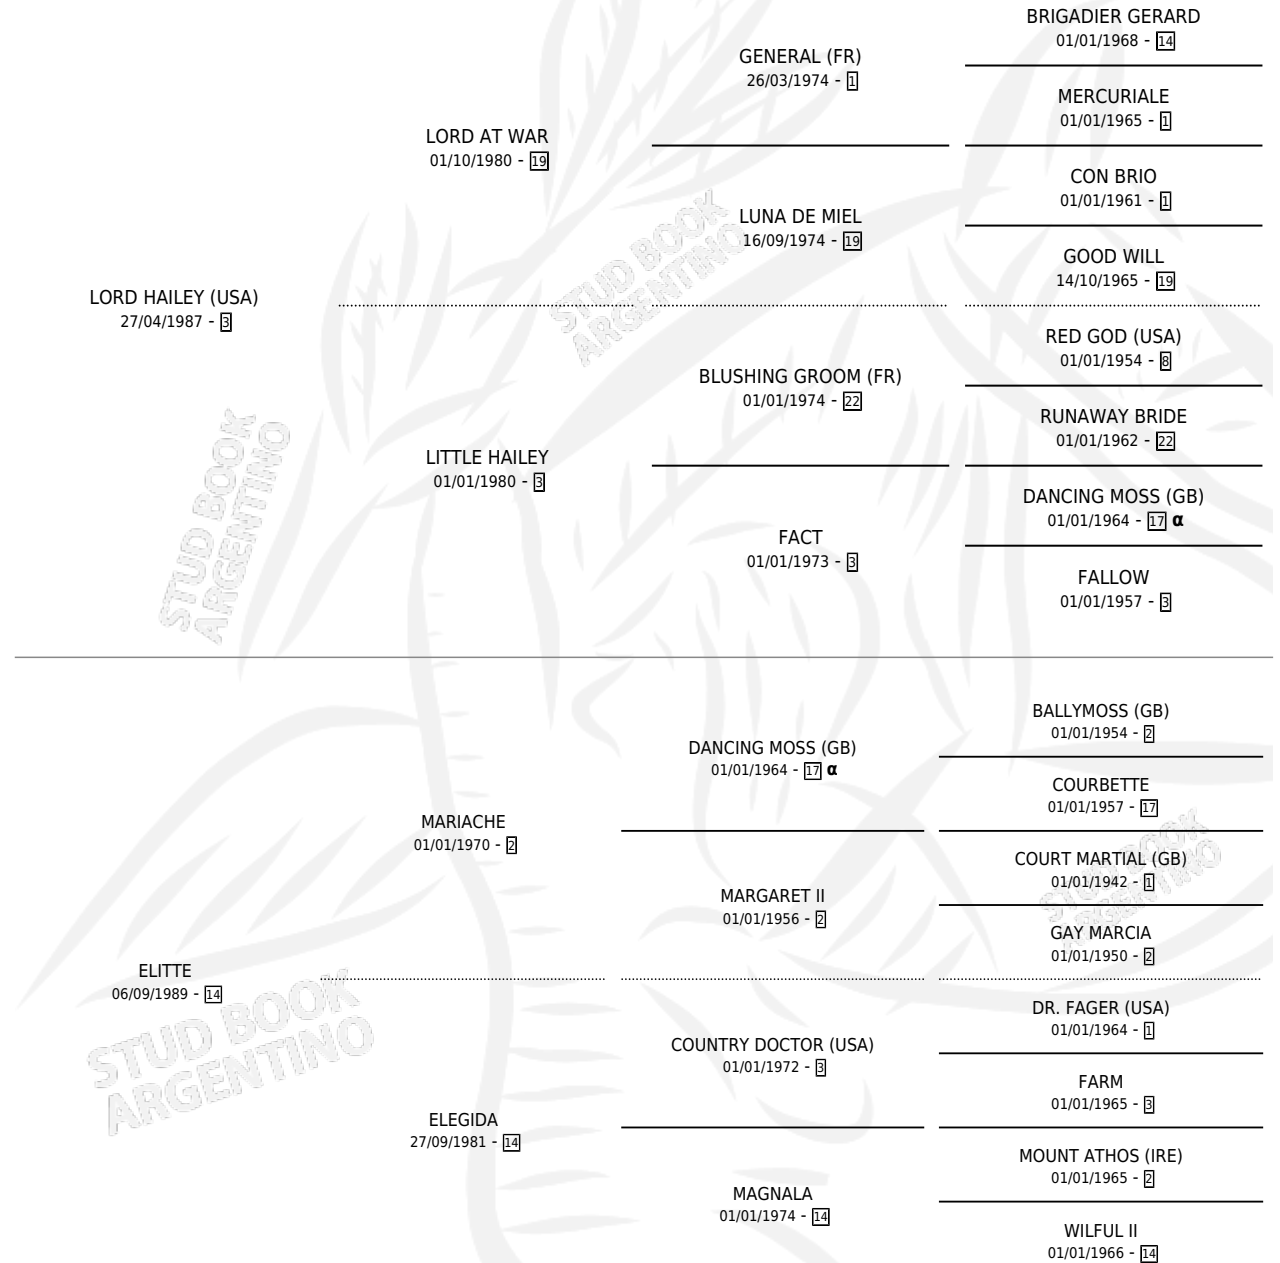 BRIGADIER GERARD
01/01/1968 - 14
GENERAL (FR)
26/03/1974 - 1
MERCURIALE
01/01/1965 - 1
LORD AT WAR
01/10/1980 - 19
CON BRIO
01/01/1961 - 1
LUNA DE MIEL
16/09/1974 - 19
GOOD WILL
14/10/1965 - 19
LORD HAILEY (USA)
27/04/1987 - 3
RED GOD (USA)
01/01/1954 - 8
BLUSHING GROOM (FR)
01/01/1974 - 22
RUNAWAY BRIDE
01/01/1962 - 22
LITTLE HAILEY
01/01/1980 - 3
DANCING MOSS (GB)
01/01/1964 - 17 α
FACT
01/01/1973 - 3
FALLOW
01/01/1957 - 3
BALLYMOSS (GB)
01/01/1954 - 2
DANCING MOSS (GB)
01/01/1964 - 17 α
COURBETTE
01/01/1957 - 17
MARIACHE
01/01/1970 - 2
COURT MARTIAL (GB)
01/01/1942 - 1
MARGARET II
01/01/1956 - 2
GAY MARCIA
01/01/1950 - 2
ELITTE
06/09/1989 - 14
DR. FAGER (USA)
01/01/1964 - 1
COUNTRY DOCTOR (USA)
01/01/1972 - 3
FARM
01/01/1965 - 3
ELEGIDA
27/09/1981 - 14
MOUNT ATHOS (IRE)
01/01/1965 - 2
MAGNALA
01/01/1974 - 14
WILFUL II
01/01/1966 - 14
STUD BOOK
ARGENTINO
STUD BOOK
ARGENTINO
STUD BOOK
ARGENTINO
STUD BOOK
ARGENTINO